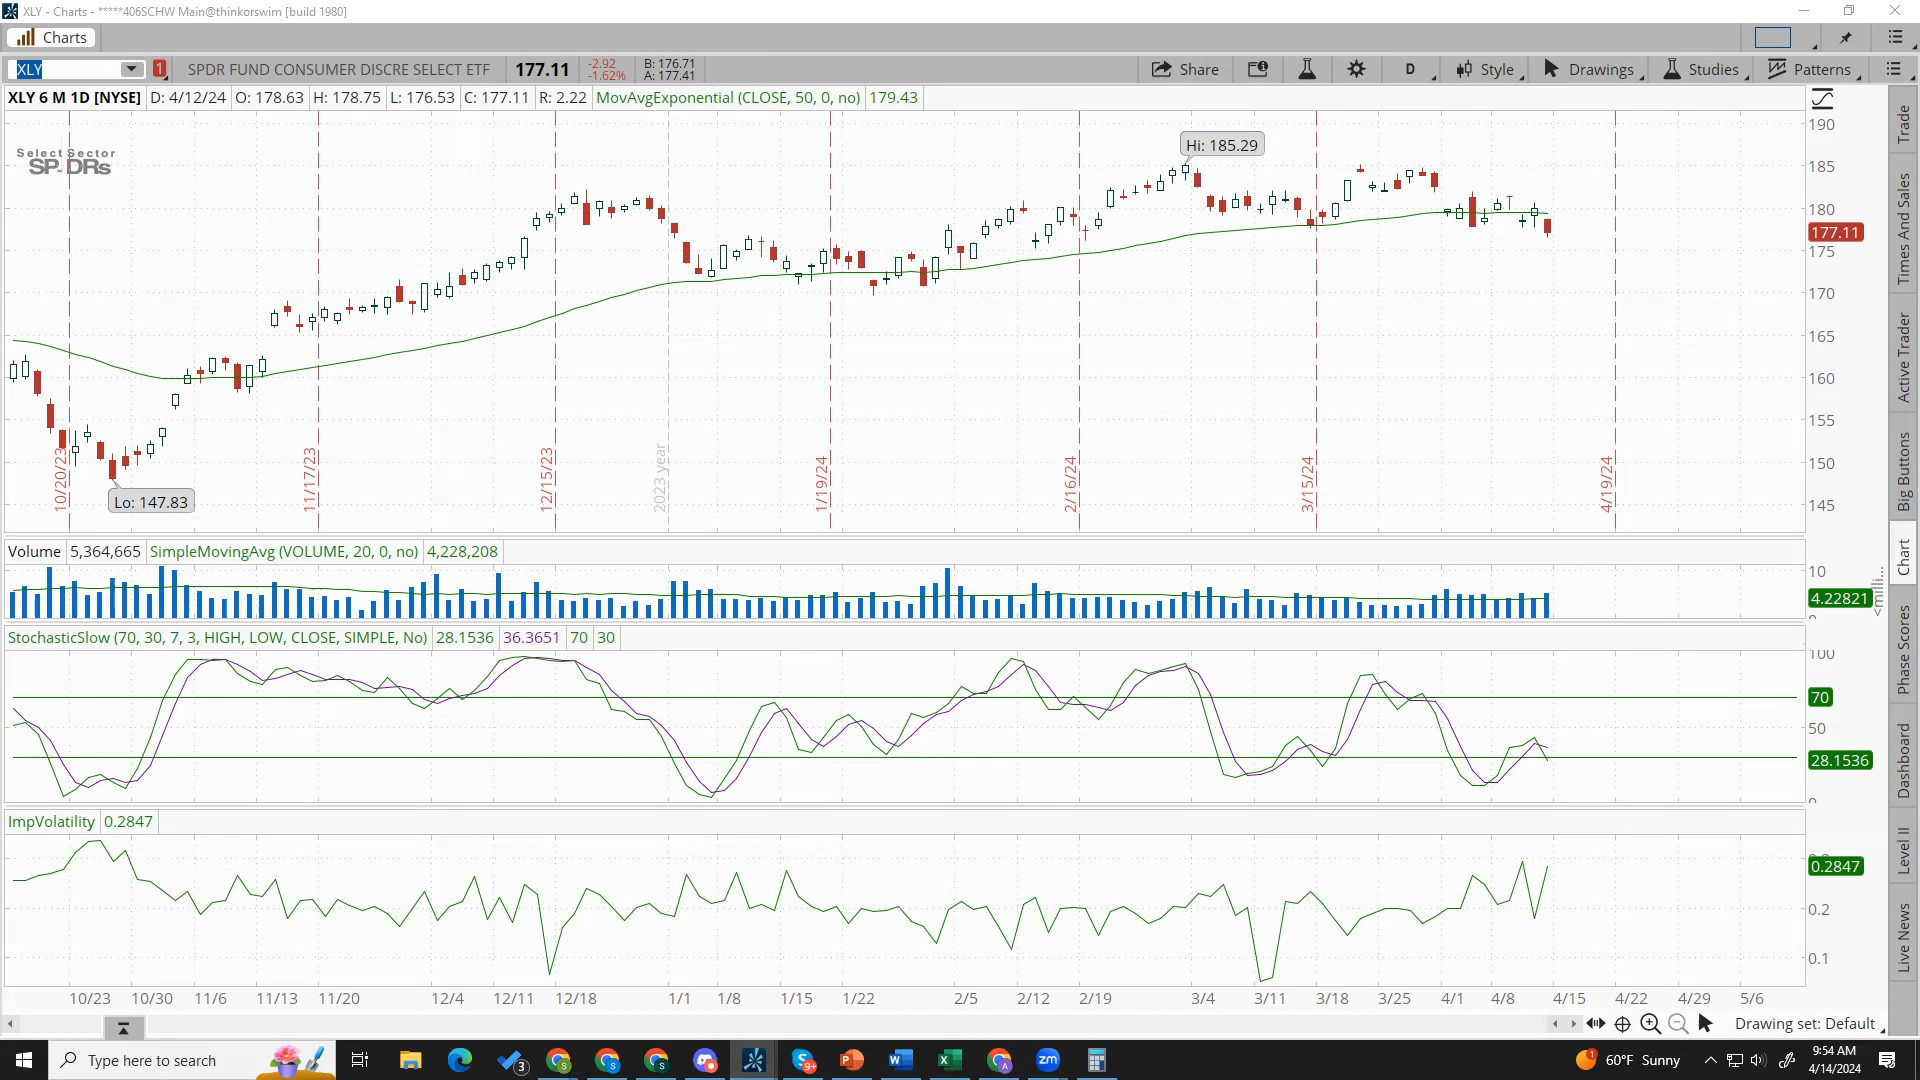 XLY - Charts - *****406SCHW Main@thinkorswim [build 1980]
Charts
XLY 1 SPDR FUND CONSUMER DISCRE SELECT ETF 177.11 -2.92 -1.62% B: 176.71 A: 177.41 Share D Style Drawings Studies Patterns
XLY 6 M 1D [NYSE] D: 4/12/24 O: 178.63 H: 178.75 L: 176.53 C: 177.11 R: 2.22 MovAvgExponential (CLOSE, 50, 0, no) 179.43
Select Sector
SPDRs
Hi: 185.29
Lo: 147.83
190
185
180
177.11
175
170
165
160
155
150
145
10/20/23
11/17/23
12/15/23
2023 year
1/19/24
2/16/24
3/15/24
4/19/24
Volume 5,364,665 SimpleMovingAvg (VOLUME, 20, 0, no) 4,228,208
10
4.22821
<mill...
StochasticSlow (70, 30, 7, 3, HIGH, LOW, CLOSE, SIMPLE, No) 28.1536 36.3651 70 30
100
70
50
28.1536
0
ImpVolatility 0.2847
0.2847
0.2
0.1
10/23 10/30 11/6 11/13 11/20 12/4 12/11 12/18 1/1 1/8 1/15 1/22 2/5 2/12 2/19 3/4 3/11 3/18 3/25 4/1 4/8 4/15 4/22 4/29 5/6
Drawing set: Default
Trade
Times And Sales
Active Trader
Big Buttons
Chart
Phase Scores
Dashboard
Level II
Live News
Type here to search
3
9+
zm
1
60°F Sunny
9:54 AM
4/14/2024